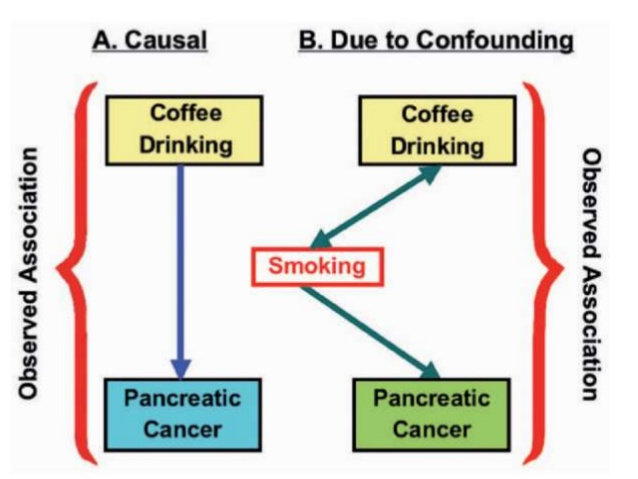 A. Causal
B. Due to Confounding
Observed Association
Coffee
Drinking
Pancreatic
Cancer
Coffee
Drinking
Smoking
Pancreatic
Cancer
Observed Association